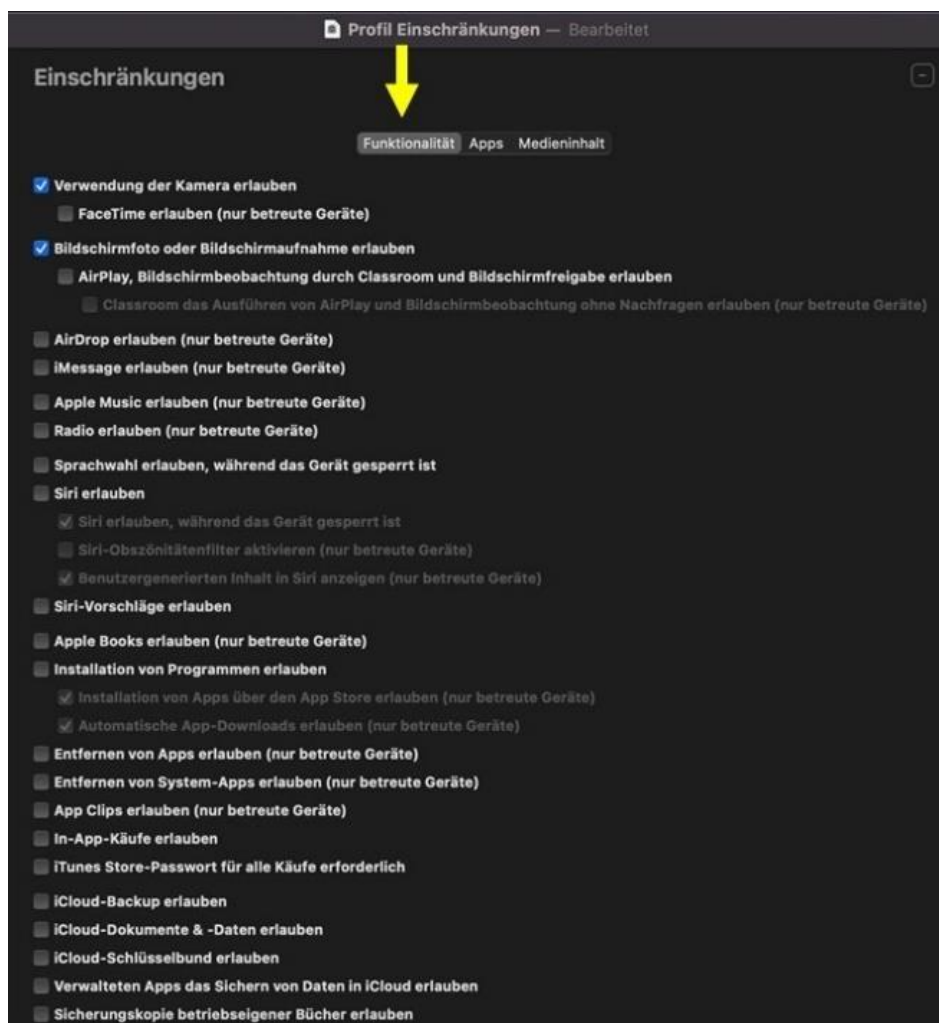 Profil Einschränkungen — Bearbeitet
Einschränkungen
Funktionalität Apps Medieninhalt
Verwendung der Kamera erlauben
FaceTime erlauben (nur betreute Geräte)
Bildschirmfoto oder Bildschirmaufnahme erlauben
AirPlay, Bildschirmbeobachtung durch Classroom und Bildschirmfreigabe erlauben
Classroom das Ausführen von AirPlay und Bildschirmbeobachtung ohne Nachfragen erlauben (nur betreute Geräte)
AirDrop erlauben (nur betreute Geräte)
iMessage erlauben (nur betreute Geräte)
Apple Music erlauben (nur betreute Geräte)
Radio erlauben (nur betreute Geräte)
Sprachwahl erlauben, während das Gerät gesperrt ist
Siri erlauben
Siri erlauben, während das Gerät gesperrt ist
Siri-Obszönitätenfilter aktivieren (nur betreute Geräte)
Benutzergenerierten Inhalt in Siri anzeigen (nur betreute Geräte)
Siri-Vorschläge erlauben
Apple Books erlauben (nur betreute Geräte)
Installation von Programmen erlauben
Installation von Apps über den App Store erlauben (nur betreute Geräte)
Automatische App-Downloads erlauben (nur betreute Geräte)
Entfernen von Apps erlauben (nur betreute Geräte)
Entfernen von System-Apps erlauben (nur betreute Geräte)
App Clips erlauben (nur betreute Geräte)
In-App-Käufe erlauben
iTunes Store-Passwort für alle Käufe erforderlich
iCloud-Backup erlauben
iCloud-Dokumente & -Daten erlauben
iCloud-Schlüsselbund erlauben
Verwalteten Apps das Sichern von Daten in iCloud erlauben
Sicherungskopie betriebseigener Bücher erlauben